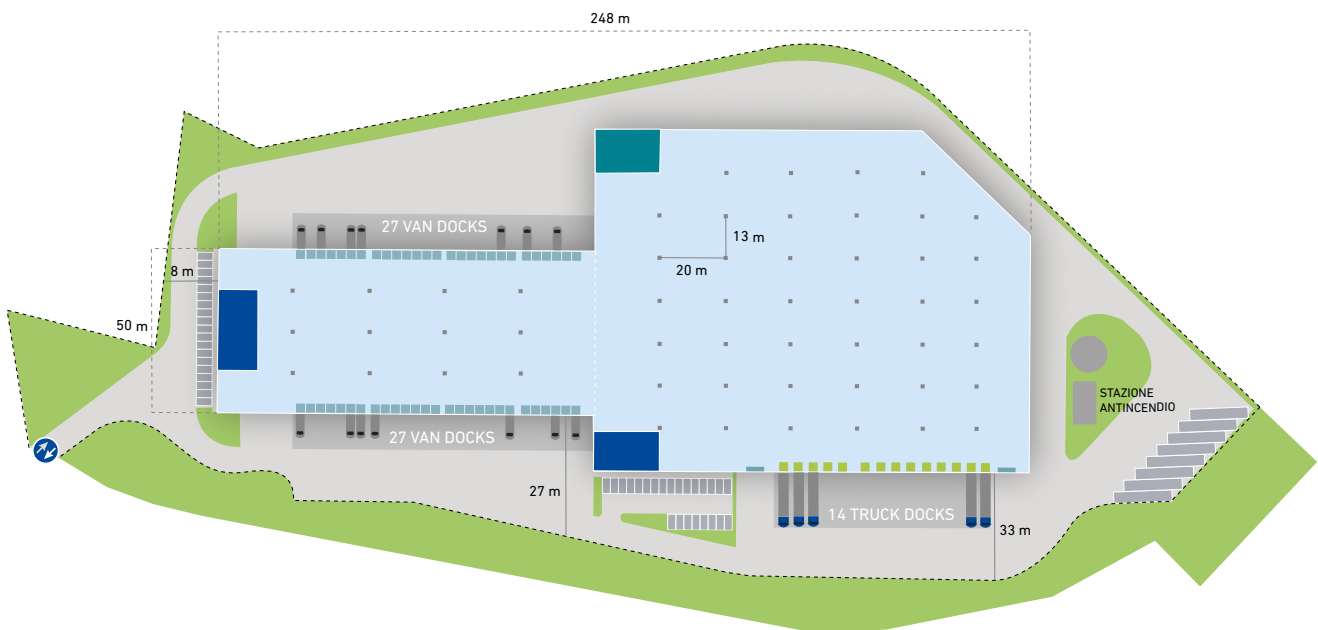 248 m
27 VAN DOCKS
13 m
20 m
8 m
50 m
STAZIONE
ANTINCENDIO
27 VAN DOCKS
27 m
14 TRUCK DOCKS
33 m